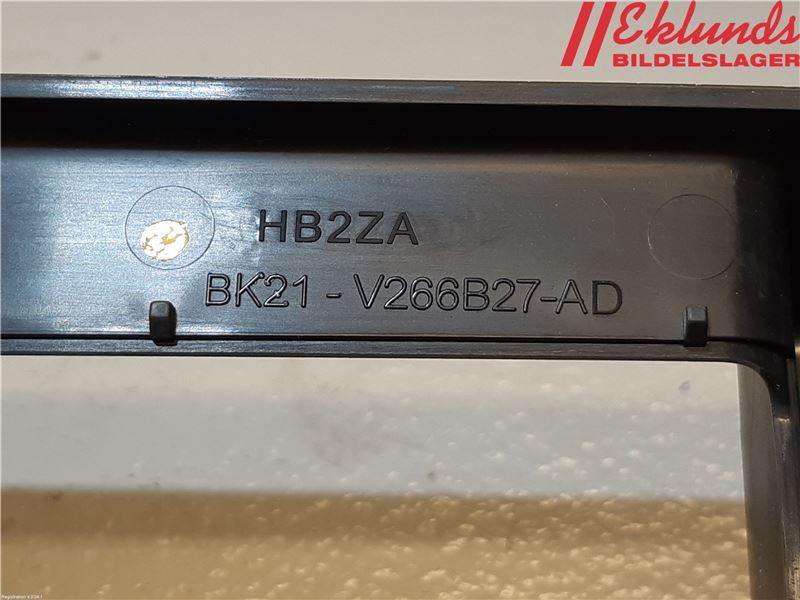 Eklunds
BILDELSLAGER
HB2ZA
BK21-V266B27-AD